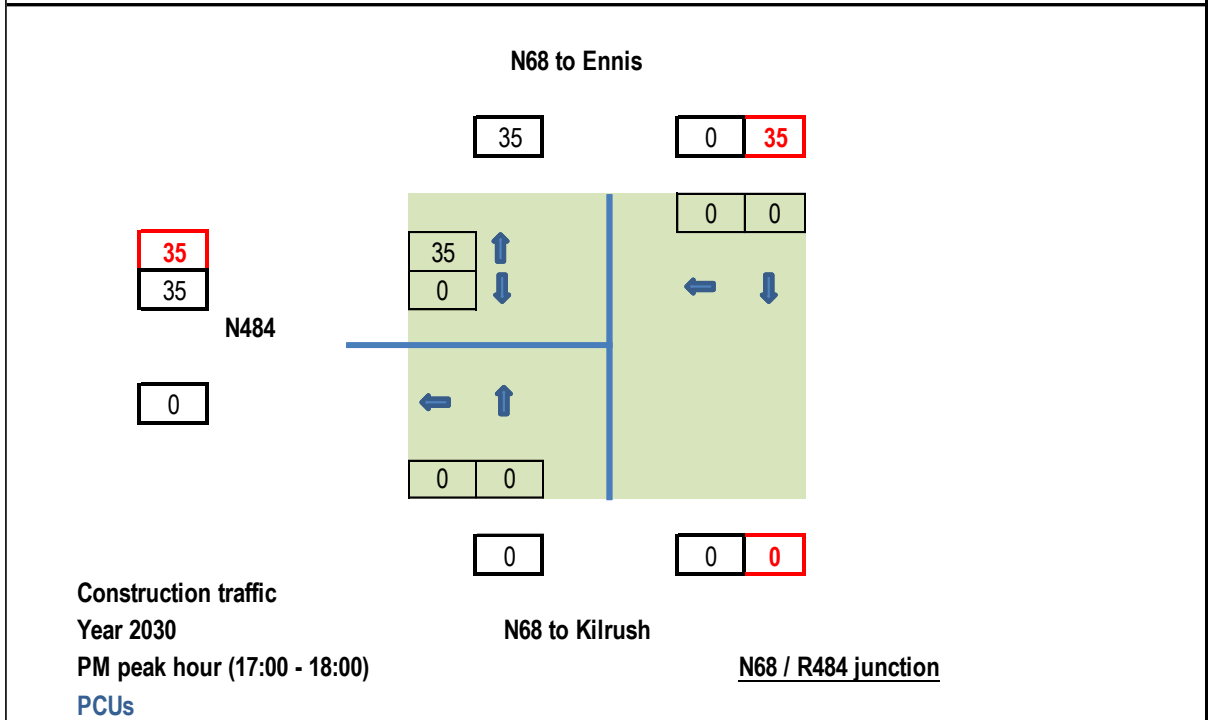 N68 to Ennis
35 0 35
0 0
35 35
35 0
N484
0
0 0
0 0 0
Construction traffic
Year 2030 N68 to Kilrush
PM peak hour (17:00 - 18:00) N68 / R484 junction
PCUs